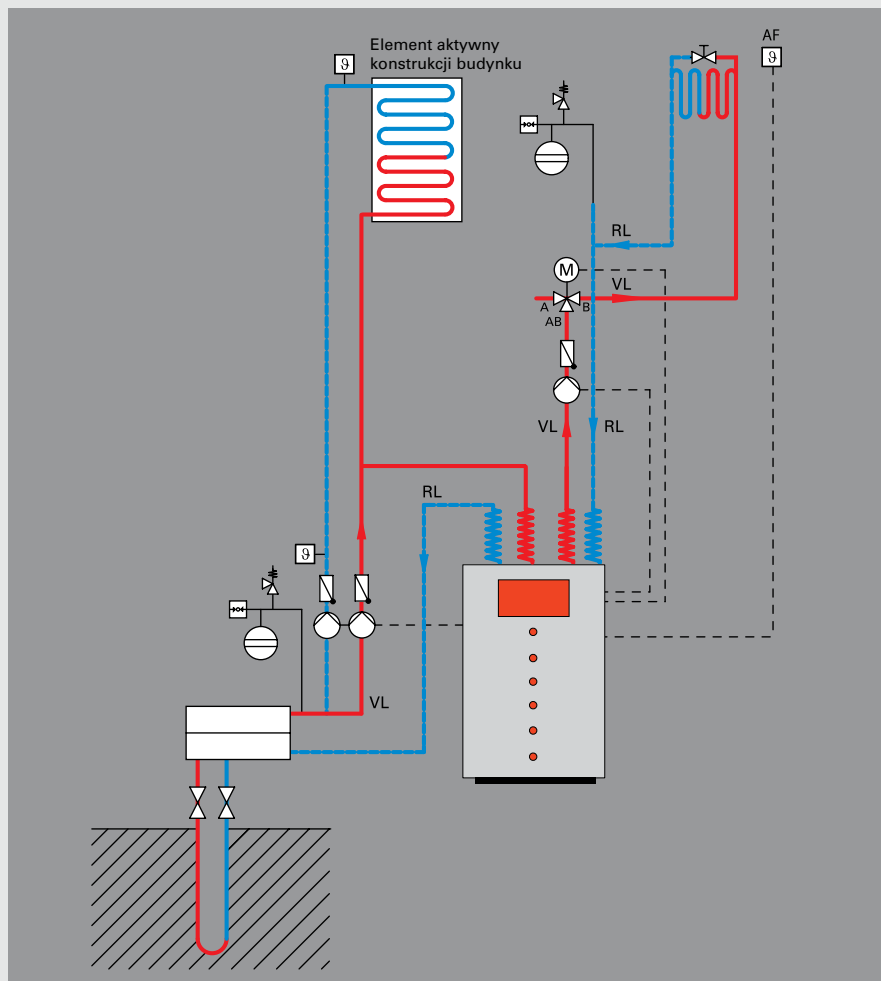 Element aktywny
konstrukcji budynku
AF
ϑ
ϑ
RL
M
VL
A
B
AB
VL
RL
RL
ϑ
VL